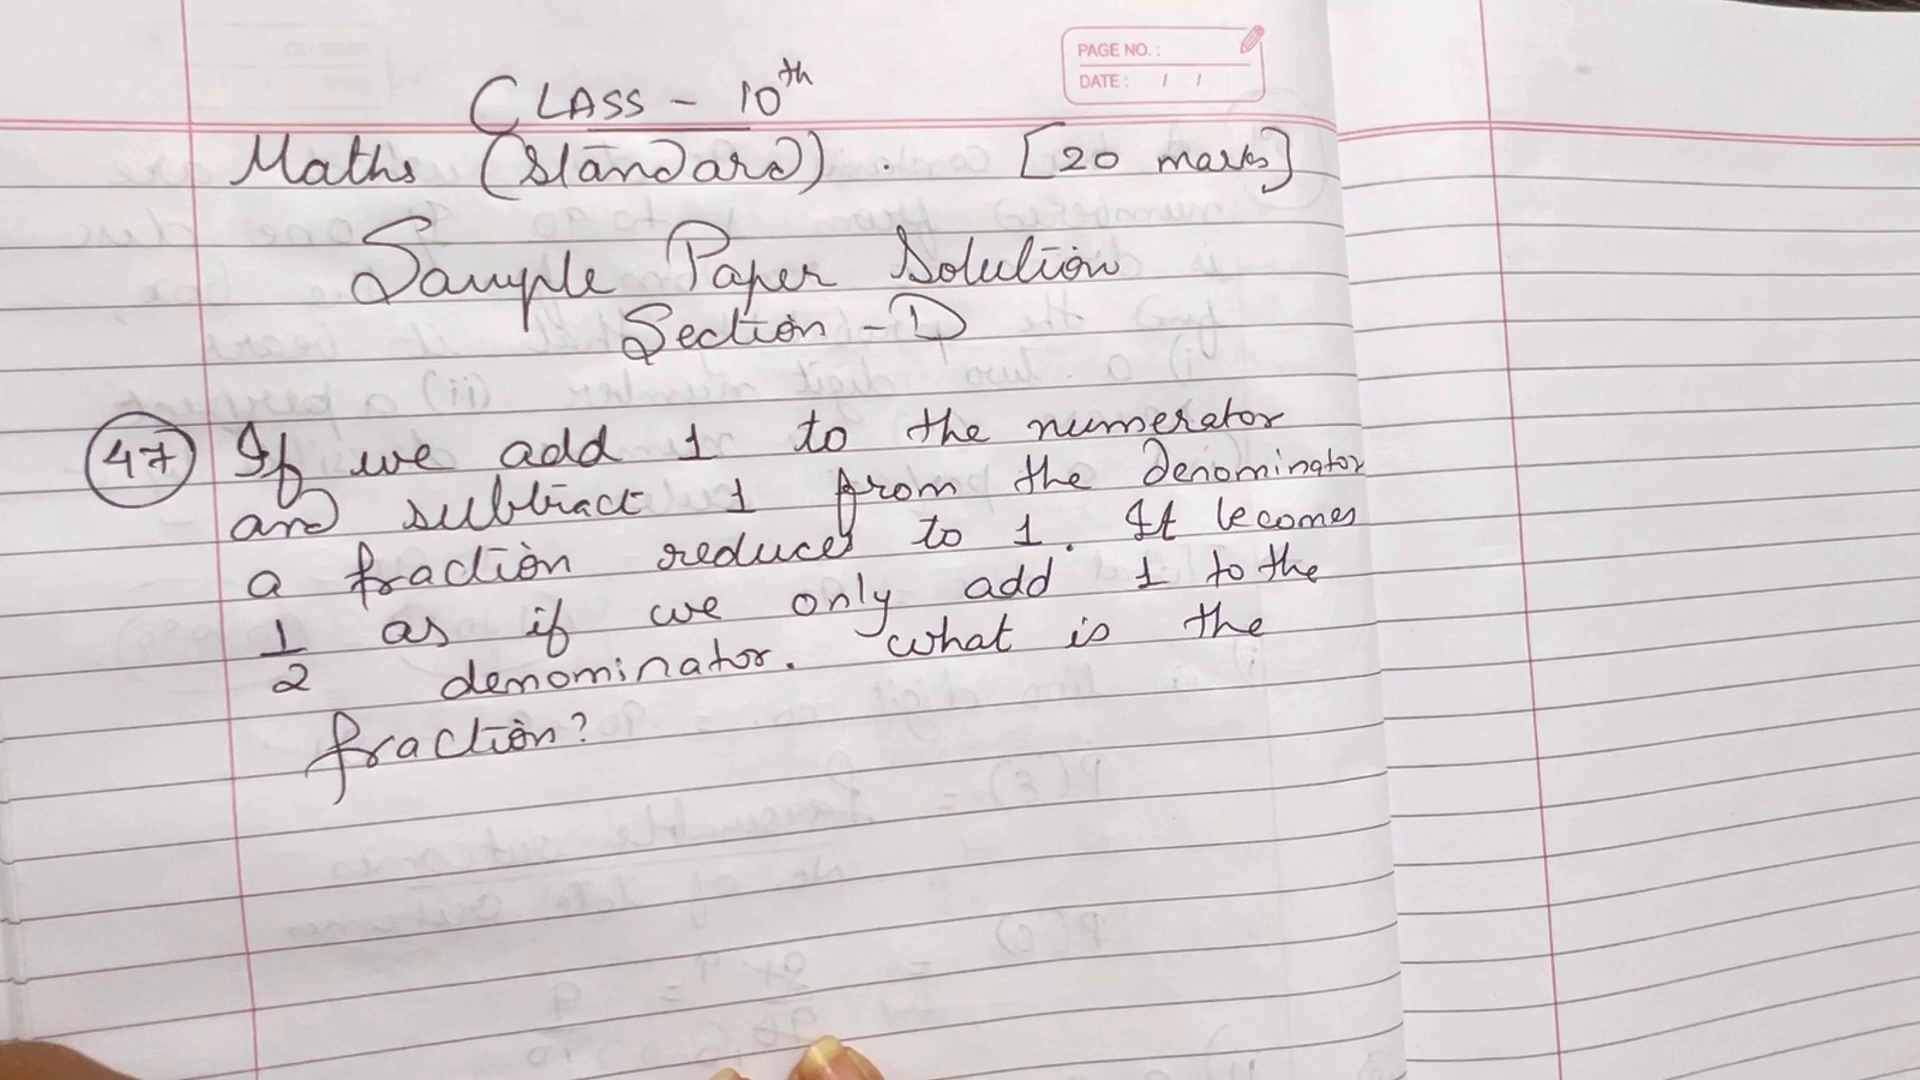 PAGE NO. :
DATE : / /
CLASS - 10th
Maths (Standard). [20 marks]
Sample Paper Solution
Section - D
47 If we add 1 to the numerator
and subtract 1 from the denominator
a fraction reduces to 1. It becomes
1/2 as if we only add 1 to the
denominator. What is the
fraction?